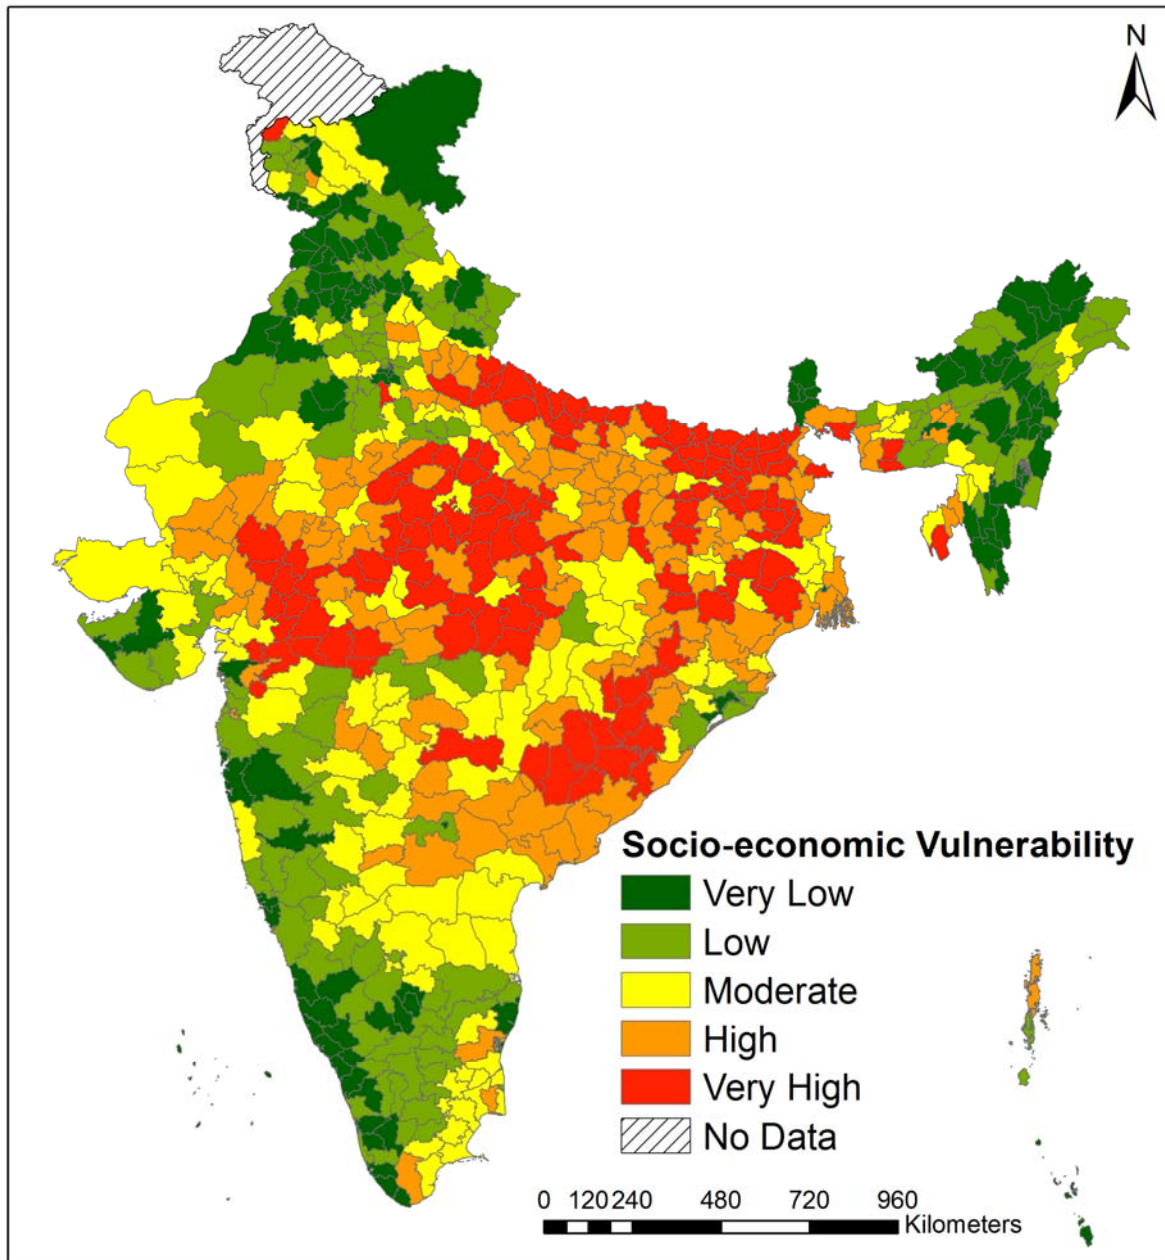 N
Socio-economic Vulnerability
Very Low
Low
Moderate
High
Very High
No Data
0 120 240 480 720 960
Kilometers